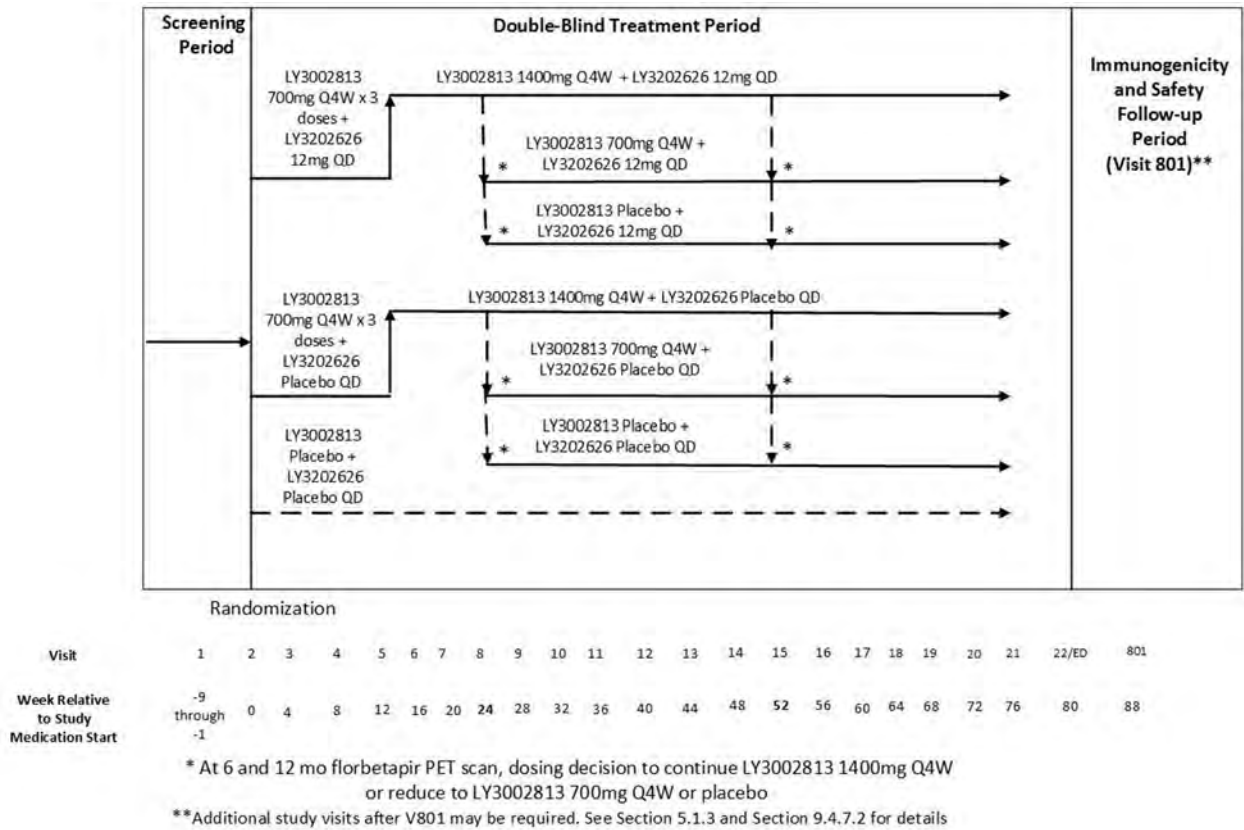 Screening
Period
Double-Blind Treatment Period
Immunogenicity
and Safety
Follow-up
Period
(Visit 801)**
LY3002813
700mg Q4W x 3
doses +
LY3202626
12mg QD
LY3002813 1400mg Q4W + LY3202626 12mg QD
LY3002813 700mg Q4W +
* LY3202626 12mg QD *
LY3002813 Placebo +
* LY3202626 12mg QD *
LY3002813
700mg Q4W x 3
doses +
LY3202626
Placebo QD
LY3002813 1400mg Q4W + LY3202626 Placebo QD
LY3002813 700mg Q4W +
LY3202626 Placebo QD
* *
LY3002813 Placebo +
* LY3202626 Placebo QD *
LY3002813
Placebo +
LY3202626
Placebo QD
Randomization
Visit 1 2 3 4 5 6 7 8 9 10 11 12 13 14 15 16 17 18 19 20 21 22/ED 801
Week Relative
to Study
Medication Start
-9
through
-1
0 4 8 12 16 20 24 28 32 36 40 44 48 52 56 60 64 68 72 76 80 88
* At 6 and 12 mo florbetapir PET scan, dosing decision to continue LY3002813 1400mg Q4W
or reduce to LY3002813 700mg Q4W or placebo
**Additional study visits after V801 may be required. See Section 5.1.3 and Section 9.4.7.2 for details